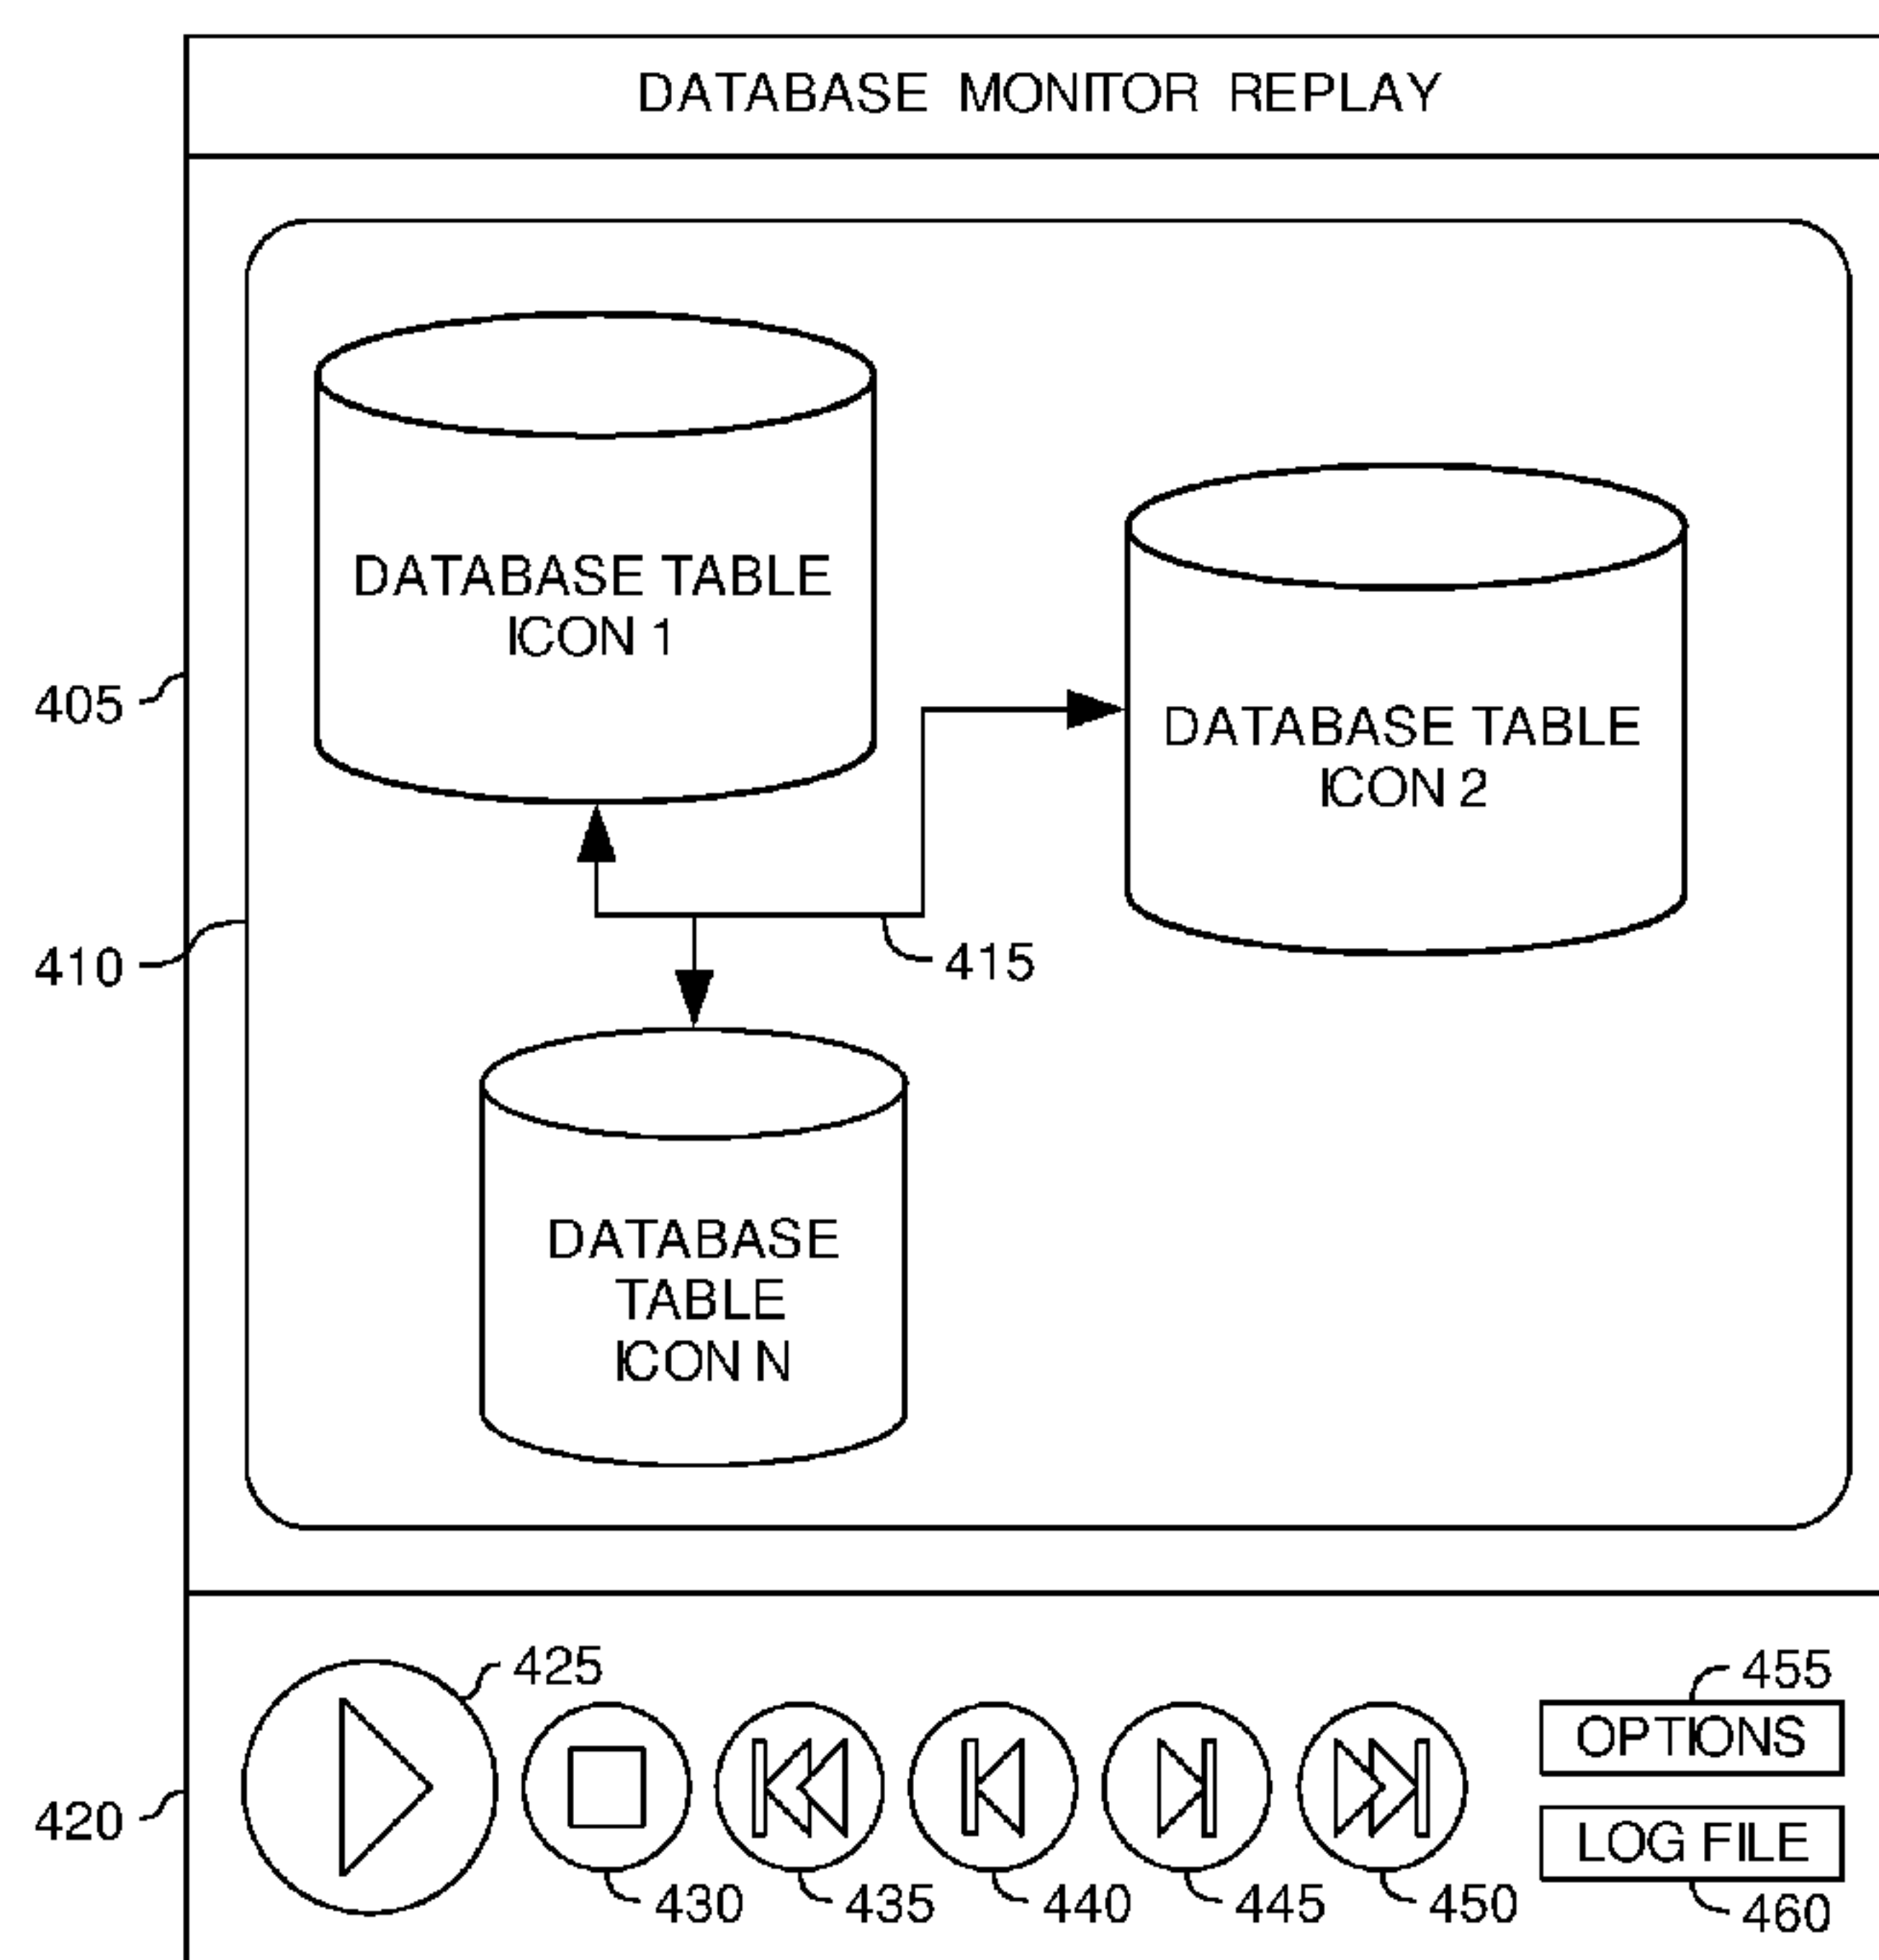 DATABASE MONITOR REPLAY
DATABASE TABLE
ICON 1
405
DATABASE TABLE
ICON 2
410
415
DATABASE
TABLE
ICON N
425
455
OPTIONS
420
LOG FILE
430
435
440
445
450
460